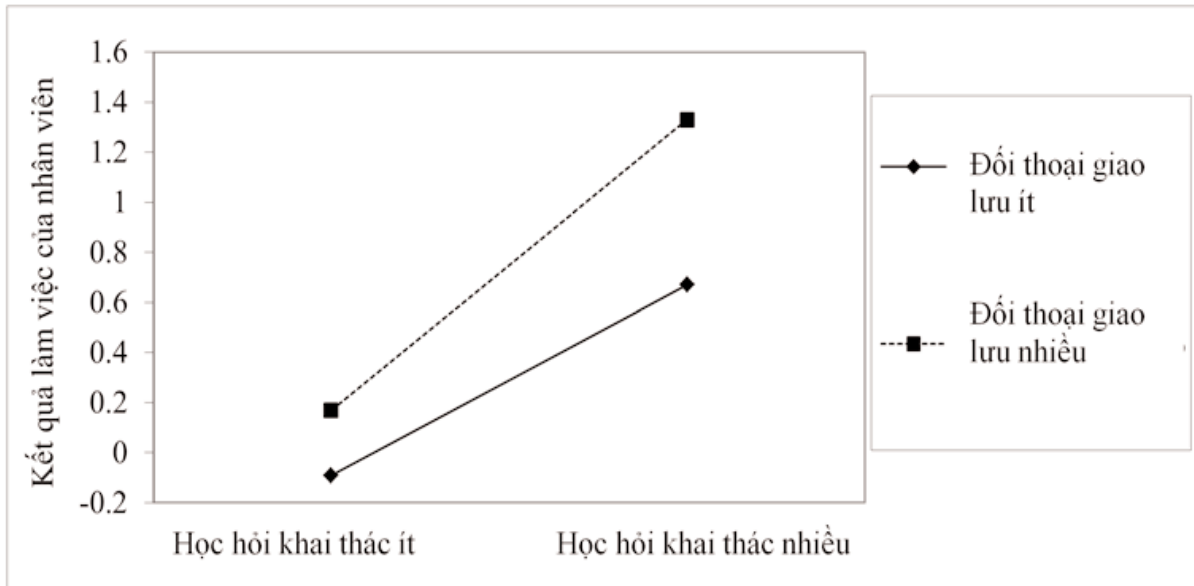 Kết quả làm việc của nhân viên
1.6
1.4
1.2
1
0.8
0.6
0.4
0.2
0
-0.2
Học hỏi khai thác ít
Học hỏi khai thác nhiều
Đối thoại giao
lưu ít
Đối thoại giao
lưu nhiều